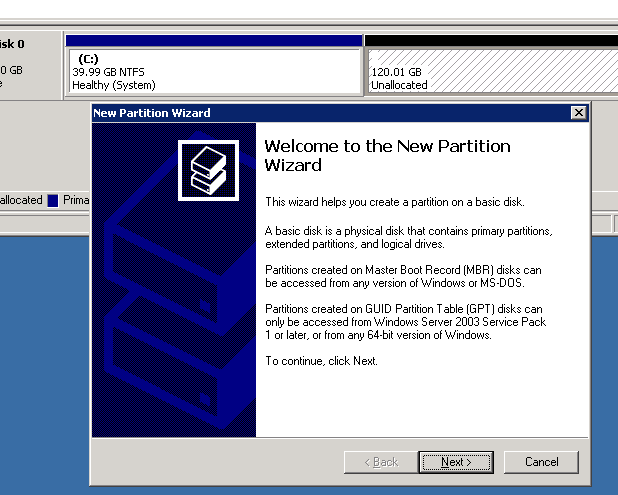 isk 0
0 GB
e
(C:)
39.99 GB NTFS
Healthy (System)
120.01 GB
Unallocated
New Partition Wizard
Welcome to the New Partition
Wizard
This wizard helps you create a partition on a basic disk.
A basic disk is a physical disk that contains primary partitions,
extended partitions, and logical drives.
Partitions created on Master Boot Record (MBR) disks can
be accessed from any version of Windows or MS-DOS.
Partitions created on GUID Partition Table (GPT) disks can
only be accessed from Windows Server 2003 Service Pack
1 or later, or from any 64-bit version of Windows.
To continue, click Next.
allocated Prima
< Back Next > Cancel